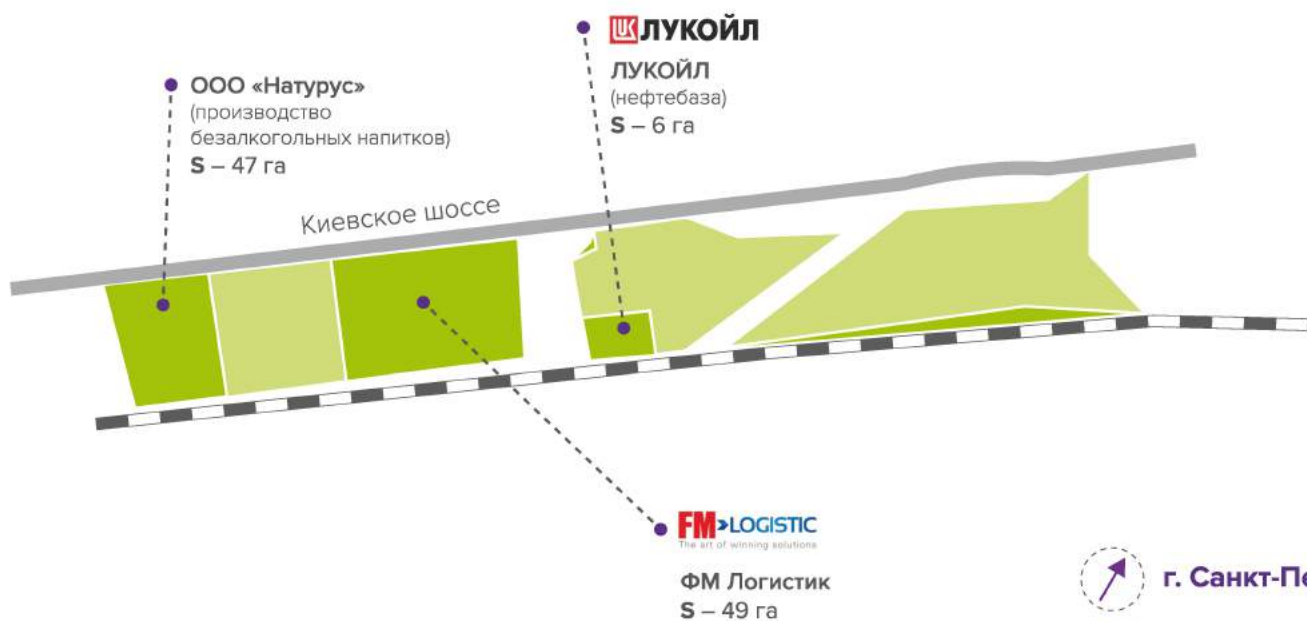 ООО «Натурус»
(производство
безалкогольных напитков)
S – 47 га
LUK ЛУКОЙЛ
ЛУКОЙЛ
(нефтебаза)
S – 6 га
Киевское шоссе
FM LOGISTIC
The art of winning solutions
ФМ Логистик
S – 49 га
г. Санкт-Пе